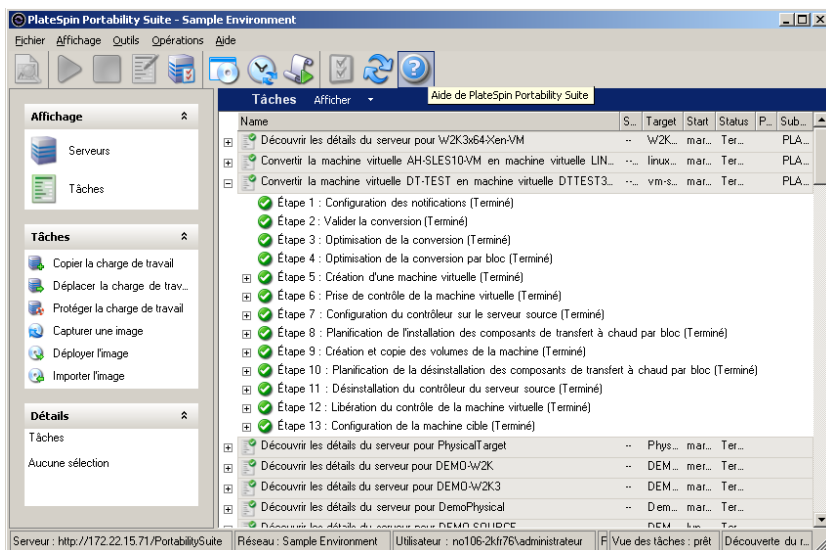 PlateSpin Portability Suite - Sample Environment
Fichier Affichage Outils Opérations Aide
Aide de PlateSpin Portability Suite
Tâches Afficher
Affichage
Serveurs
Tâches
Tâches
Copier la charge de travail
Déplacer la charge de trav...
Protéger la charge de travail
Capturer une image
Déployer l'image
Importer l'image
Détails
Tâches
Aucune sélection
Name S... Target Start Status P... Sub...
Découvrir les détails du serveur pour W2K3x64-Xen-VM -- W2K... mar... Ter... PLA...
Convertir la machine virtuelle AH-SLES10-VM en machine virtuelle LIN... --... linux... mar... Ter... PLA...
Convertir la machine virtuelle DT-TEST en machine virtuelle DTTEST3... --... vm-s... mar... Ter... PLA...
Étape 1 : Configuration des notifications (Terminé)
Étape 2 : Valider la conversion (Terminé)
Étape 3 : Optimisation de la conversion (Terminé)
Étape 4 : Optimisation de la conversion par bloc (Terminé)
Étape 5 : Création d'une machine virtuelle (Terminé)
Étape 6 : Prise de contrôle de la machine virtuelle (Terminé)
Étape 7 : Configuration du contrôleur sur le serveur source (Terminé)
Étape 8 : Planification de l'installation des composants de transfert à chaud par bloc (Terminé)
Étape 9 : Création et copie des volumes de la machine (Terminé)
Étape 10 : Planification de la désinstallation des composants de transfert à chaud par bloc (Terminé)
Étape 11 : Désinstallation du contrôleur du serveur source (Terminé)
Étape 12 : Libération du contrôle de la machine virtuelle (Terminé)
Étape 13 : Configuration de la machine cible (Terminé)
Découvrir les détails du serveur pour PhysicalTarget -- Phys... mar... Ter...
Découvrir les détails du serveur pour DEMO-W2K -- DEM... mar... Ter...
Découvrir les détails du serveur pour DEMO-W2K3 -- DEM... mar... Ter...
Découvrir les détails du serveur pour DemoPhysical -- Dem... mar... Ter...
Découvrir les détails du serveur pour DEMO-SOURCE -- DEM... lun... Ter...
Serveur : http://172.22.15.71/PortabilitySuite Réseau : Sample Environment Utilisateur : no106-2kfr76\administrateur F Vue des tâches : prêt Découverte du r...